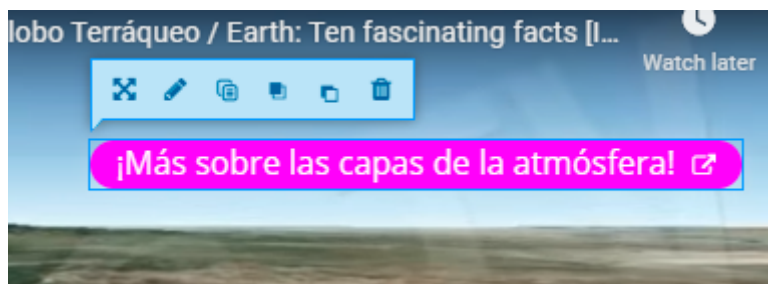 lobo Terráqueo / Earth: Ten fascinating facts [I...
Watch later
¡Más sobre las capas de la atmósfera!